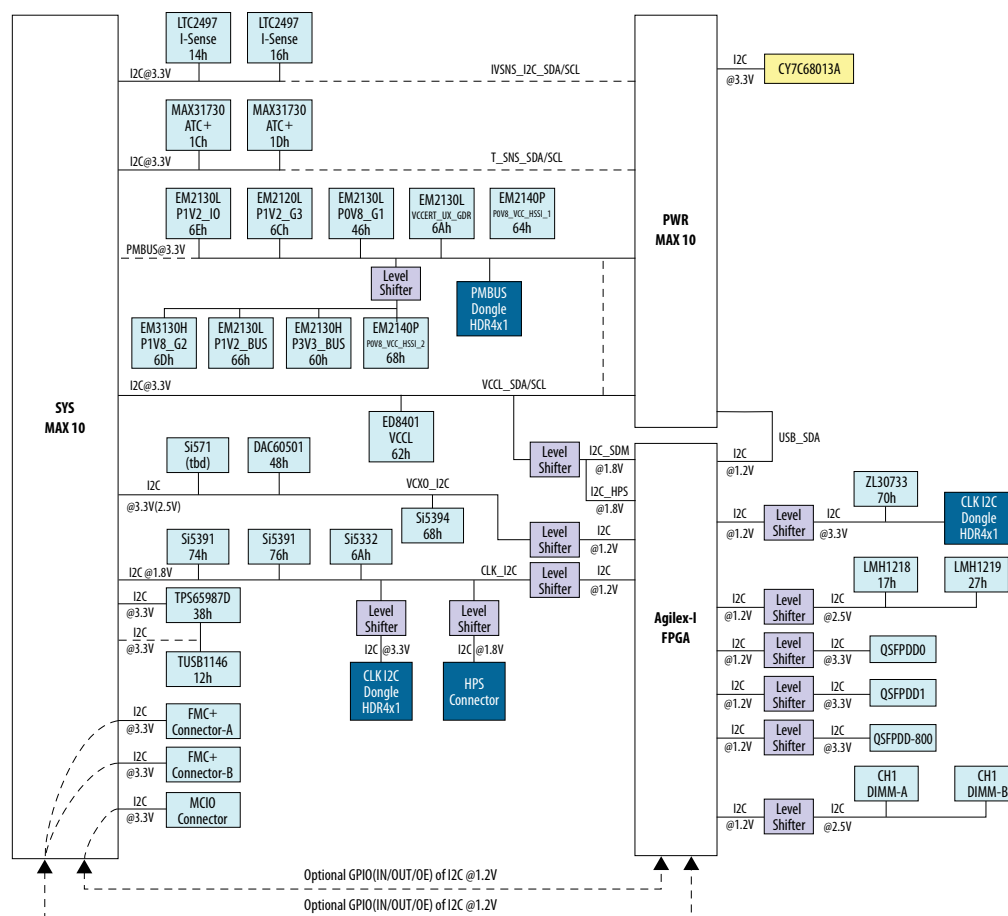 LTC2497
I-Sense
14h
LTC2497
I-Sense
16h
I2C@3.3V
IVSNS_I2C_SDA/SCL
I2C
@3.3V
CY7C68013A
MAX31730
ATC+
1Ch
MAX31730
ATC+
1Dh
I2C@3.3V
T_SNS_SDA/SCL
EM2130L
P1V2_IO
6Eh
EM2120L
P1V2_G3
6Ch
EM2130L
P0V8_G1
46h
EM2130L
VCCERT_UX_GDR
6Ah
EM2140P
P0V8_VCC_HSSI_1
64h
PWR
MAX 10
PMBUS@3.3V
Level
Shifter
PMBUS
Dongle
HDR4x1
EM3130H
P1V8_G2
6Dh
EM2130L
P1V2_BUS
66h
EM2130H
P3V3_BUS
60h
EM2140P
P0V8_VCC_HSSI_2
68h
I2C@3.3V
VCCL_SDA/SCL
SYS
MAX 10
ED8401
VCCL
62h
USB_SDA
Si571
(tbd)
DAC60501
48h
Level
Shifter
I2C_SDM
@1.8V
I2C_HPS
@1.8V
I2C
@1.2V
I2C
@3.3V(2.5V)
VCXO_I2C
Si5394
68h
Level
Shifter
I2C
@1.2V
ZL30733
70h
I2C
@1.2V
Level
Shifter
I2C
@3.3V
CLK I2C
Dongle
HDR4x1
Si5391
74h
Si5391
76h
Si5332
6Ah
I2C@1.8V
CLK_I2C
Level
Shifter
I2C
@1.2V
LMH1218
17h
LMH1219
27h
I2C
@3.3V
TPS65987D
38h
I2C
@3.3V
TUSB1146
12h
Level
Shifter
I2C @3.3V
CLK I2C
Dongle
HDR4x1
Level
Shifter
I2C @1.8V
HPS
Connector
Agilex-I
FPGA
I2C
@1.2V
Level
Shifter
I2C
@2.5V
I2C
@1.2V
Level
Shifter
I2C
@3.3V
QSFPDD0
I2C
@1.2V
Level
Shifter
I2C
@3.3V
QSFPDD1
I2C
@1.2V
Level
Shifter
I2C
@3.3V
QSFPDD-800
I2C
@3.3V
FMC+
Connector-A
I2C
@3.3V
FMC+
Connector-B
I2C
@3.3V
MCIO
Connector
CH1
DIMM-A
CH1
DIMM-B
I2C
@1.2V
Level
Shifter
I2C
@2.5V
Optional GPIO(IN/OUT/OE) of I2C @1.2V
Optional GPIO(IN/OUT/OE) of I2C @1.2V